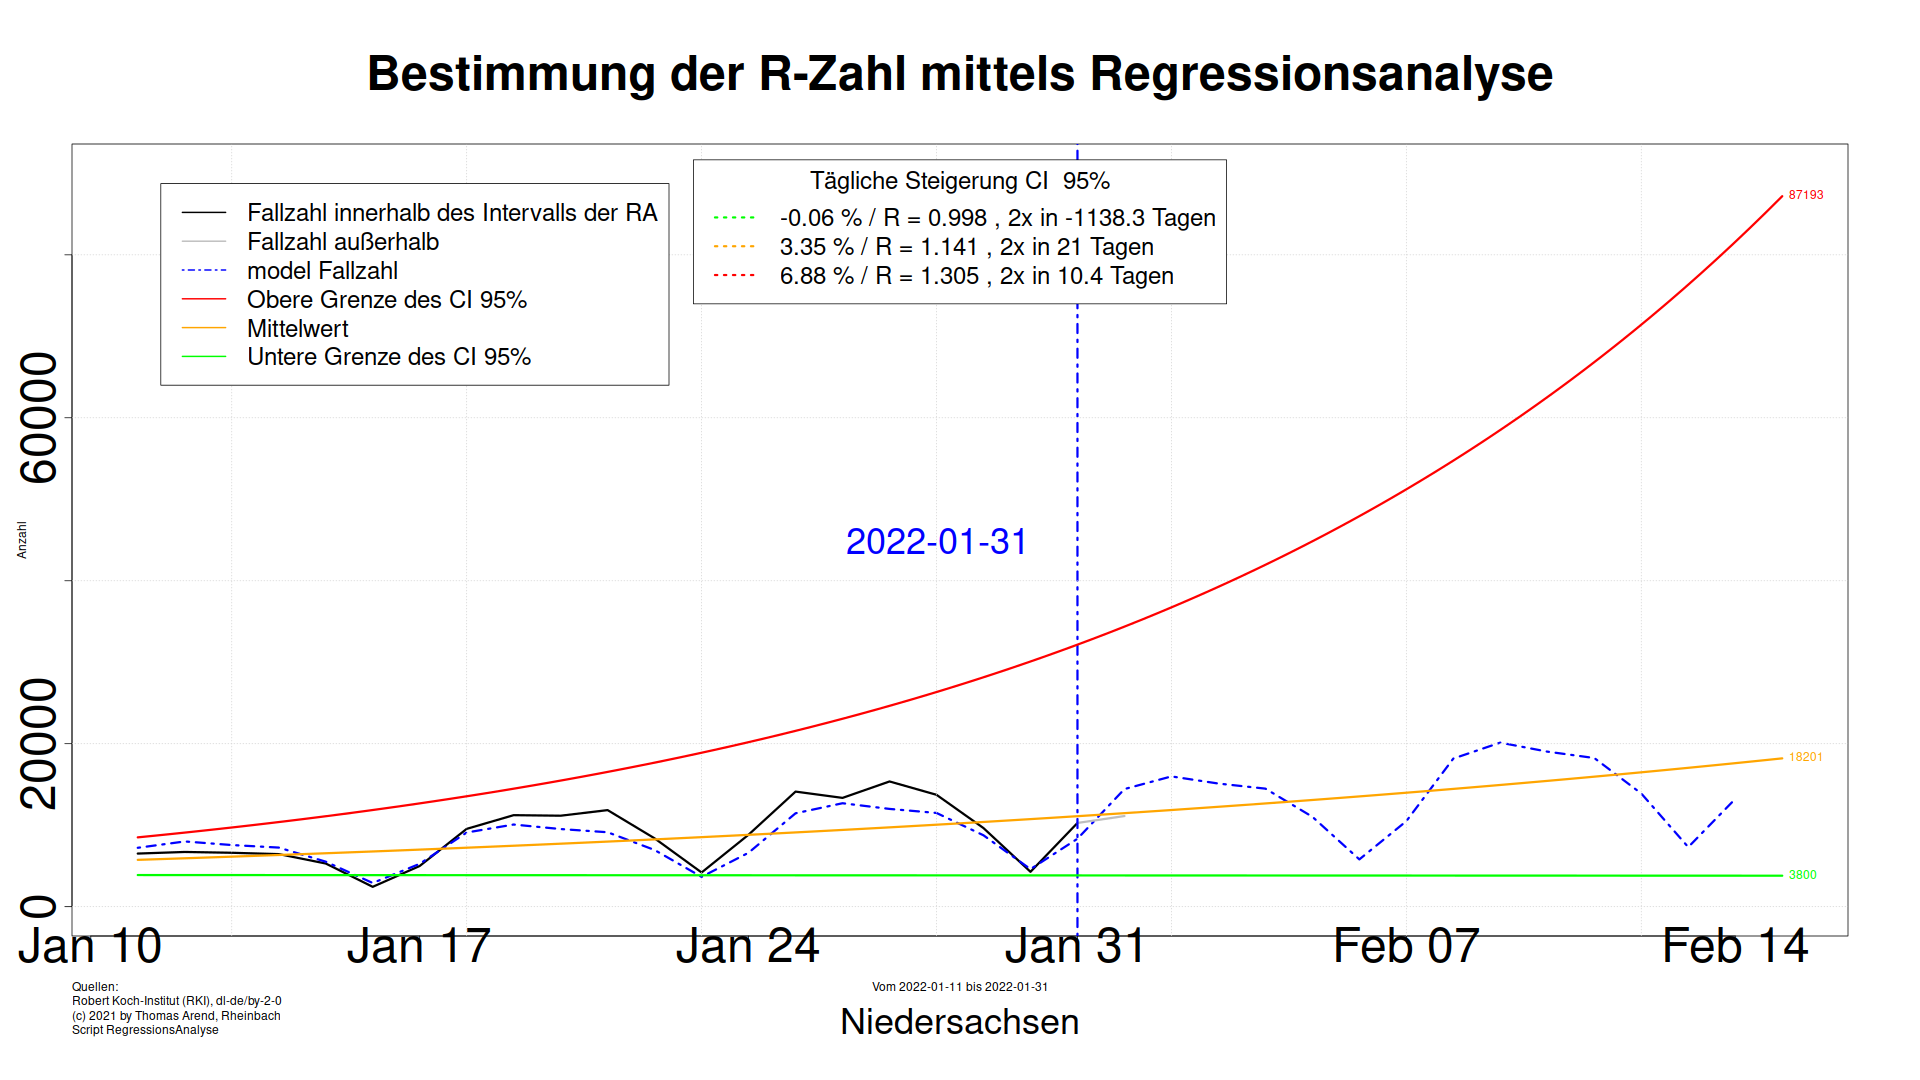 Bestimmung der R-Zahl mittels Regressionsanalyse
Fallzahl innerhalb des Intervalls der RA
Fallzahl außerhalb
model Fallzahl
Obere Grenze des CI 95%
Mittelwert
Untere Grenze des CI 95%
Tägliche Steigerung CI  95%
-0.06 % / R = 0.998 , 2x in -1138.3 Tagen
3.35 % / R = 1.141 , 2x in 21 Tagen
6.88 % / R = 1.305 , 2x in 10.4 Tagen
87193
60000
Anzahl
2022-01-31
20000
18201
3800
0
Jan 10 Jan 17 Jan 24 Jan 31 Feb 07 Feb 14
Quellen:
Robert Koch-Institut (RKI), dl-de/by-2-0
(c) 2021 by Thomas Arend, Rheinbach
Script RegressionsAnalyse
Vom 2022-01-11 bis 2022-01-31
Niedersachsen